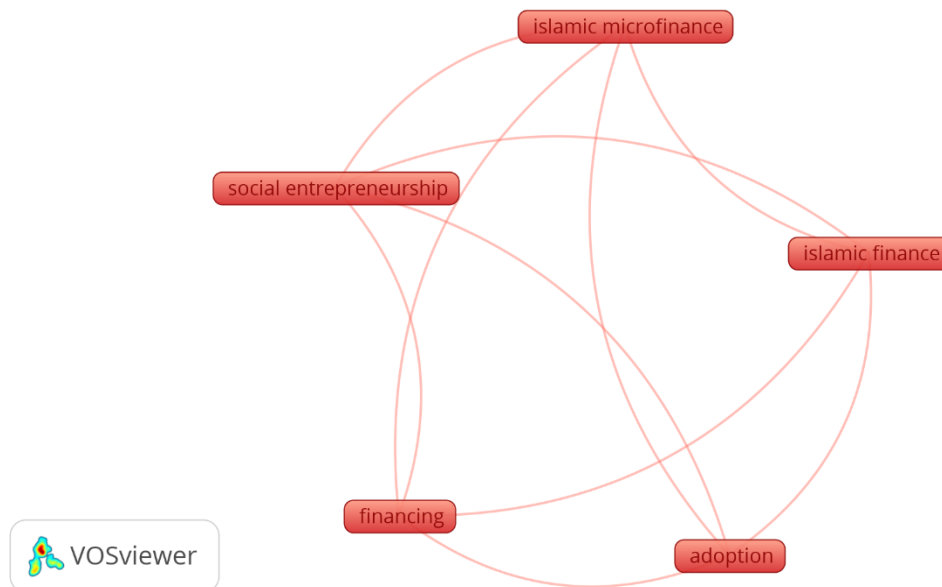 islamic microfinance
social entrepreneurship
islamic finance
financing
adoption
VOSviewer